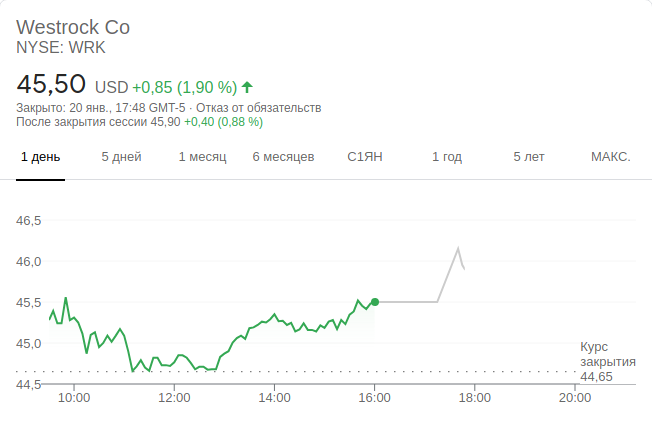 Westrock Co
NYSE: WRK
45,50 USD +0,85 (1,90 %)
Закрыто: 20 янв., 17:48 GMT-5 · Отказ от обязательств
После закрытия сессии 45,90 +0,40 (0,88 %)
1 день 5 дней 1 месяц 6 месяцев С1ЯН 1 год 5 лет МАКС.
46,5
46,0
45,5
45,0
Курс
закрытия
44,65
44,5
10:00 12:00 14:00 16:00 18:00 20:00